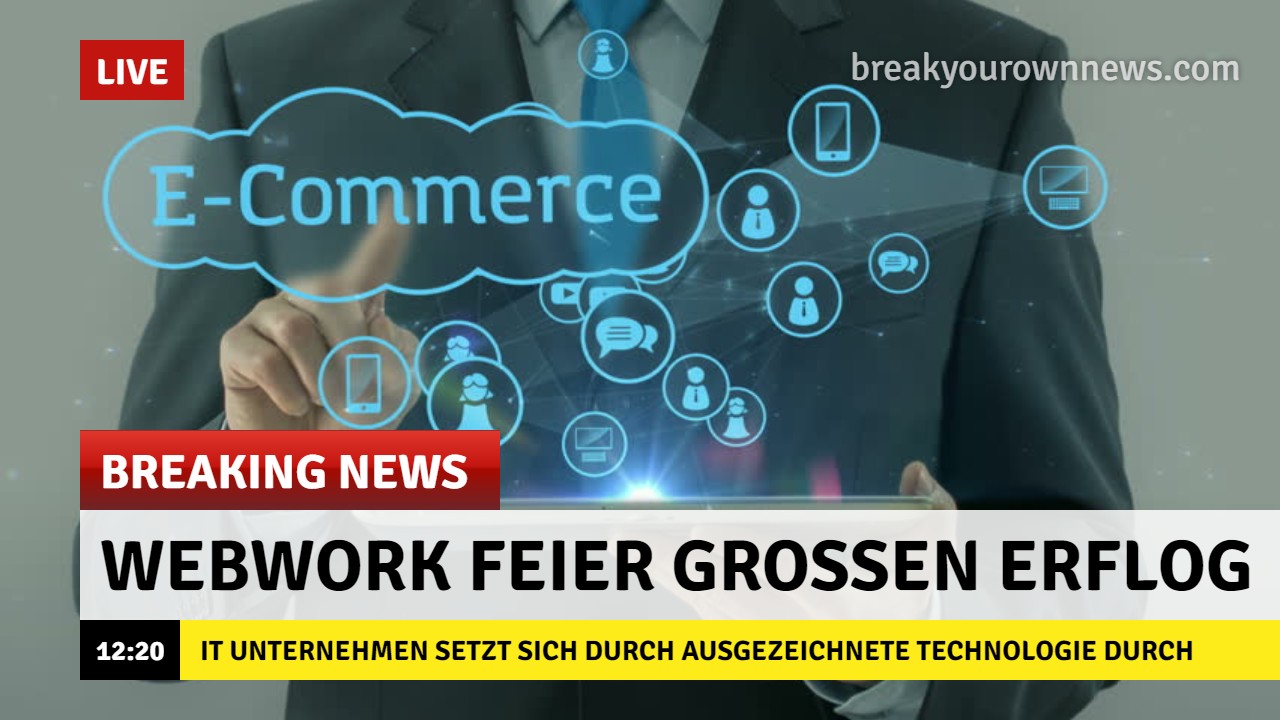 LIVE
breakyourownnews.com
E-Commerce
BREAKING NEWS
WEBWORK FEIER GROSSEN ERFLOG
12:20 IT UNTERNEHMEN SETZT SICH DURCH AUSGEZEICHNETE TECHNOLOGIE DURCH